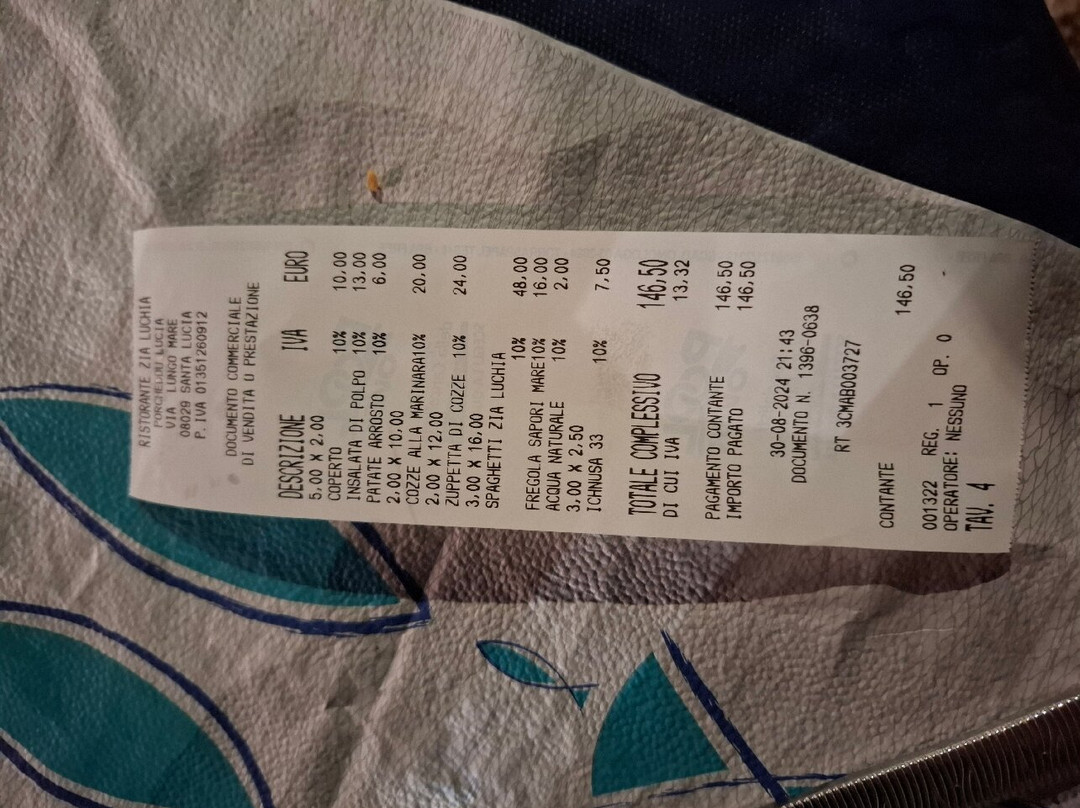 RISTORANTE ZIA LUCHIA
PORCHEDDU LUCIA
VIA LUNGO MARE
08029 SANTA LUCIA
P. IVA 01351260912
DOCUMENTO COMMERCIALE
DI VENDITA O PRESTAZIONE
DESCRIZIONE IVA EURO
5.00 X 2.00
COPERTO 10% 10,00
INSALATA DI POLPO 10% 13,00
PATATE ARROSTO 10% 6,00
2.00 X 10.00
COZZE ALLA MARINARA10% 20,00
2.00 X 12.00
ZUPPETTA DI COZZE 10% 24,00
3.00 X 16.00
SPAGHETTI ZIA LUCHIA
10% 48,00
FREGOLA SAPORI MARE10% 16,00
ACQUA NATURALE 10% 2,00
3,00 X 2.50
ICHNUSA 33 10% 7,50
TOTALE COMPLESSIVO 146,50
DI CUI IVA 13,32
PAGAMENTO CONTANTE 146,50
IMPORTO PAGATO 146,50
30-08-2024 21:43
DOCUMENTO N. 1396-0638
RT 3CMAB003727
CONTANTE 146,50
001322 REG. 1 OP. 0
OPERATORE: NESSUNO
TAV. 4